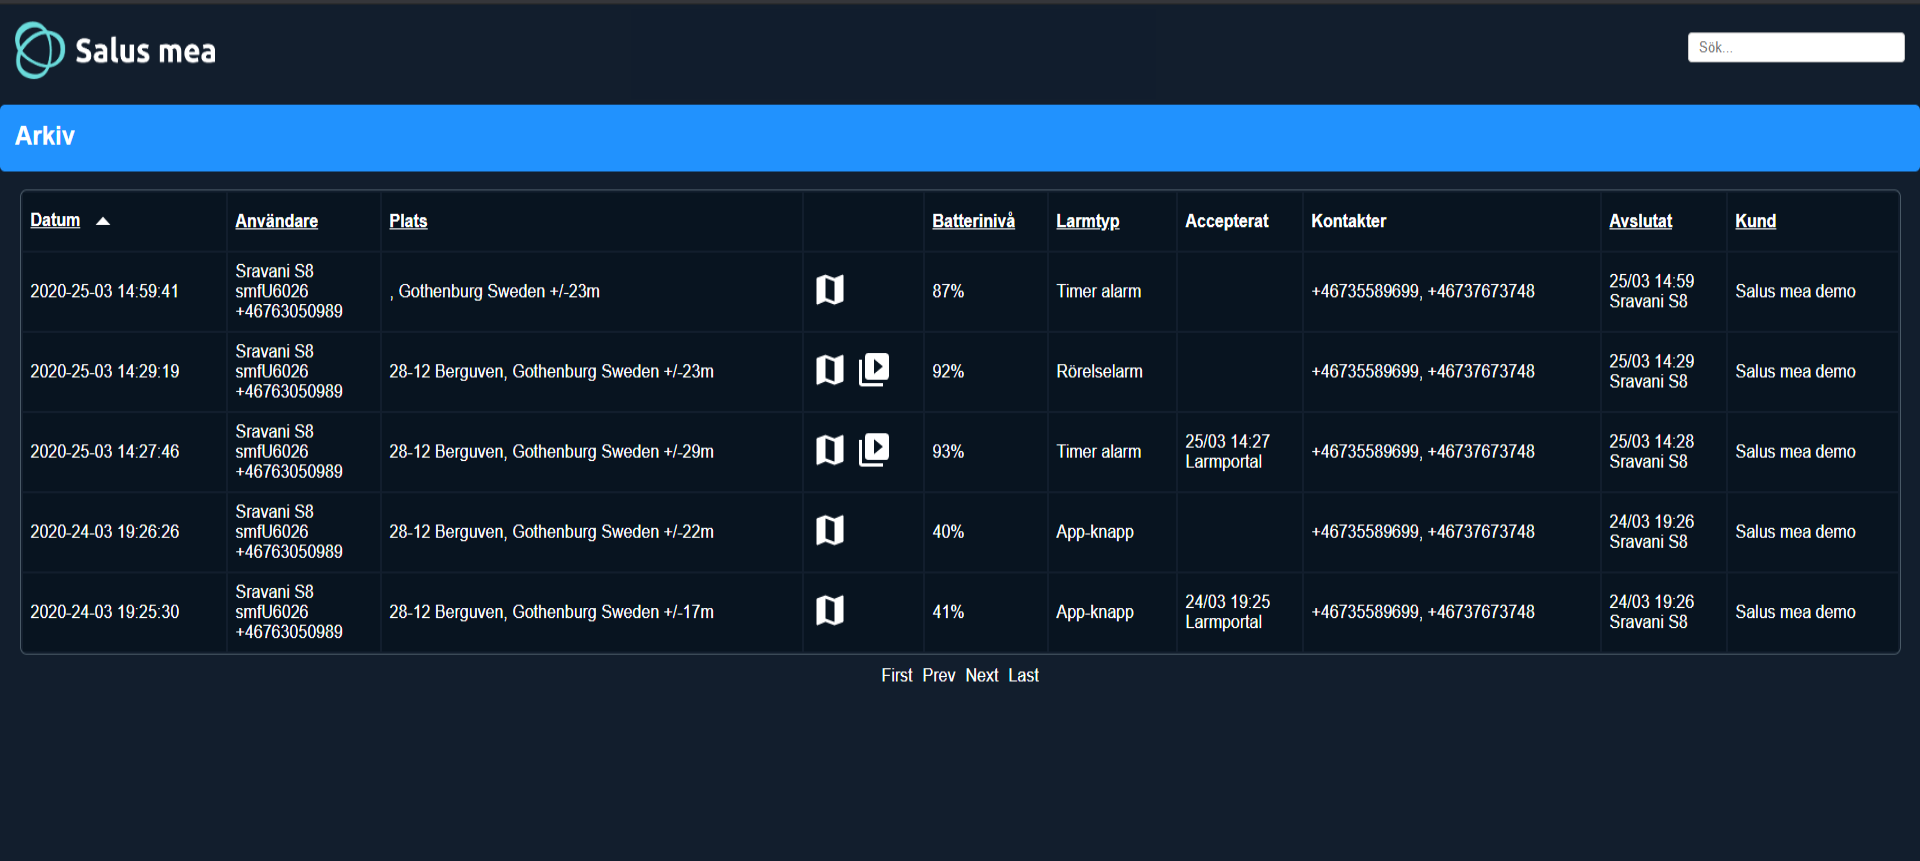 Salus mea
Sök...
Arkiv
Datum Användare Plats Batterinivå Larmtyp Accepterat Kontakter Avslutat Kund
2020-25-03 14:59:41
Sravani S8
smfU6026
+46763050989
, Gothenburg Sweden +/-23m
87%
Timer alarm
+46735589699, +46737673748
25/03 14:59
Sravani S8
Salus mea demo
2020-25-03 14:29:19
Sravani S8
smfU6026
+46763050989
28-12 Berguven, Gothenburg Sweden +/-23m
92%
Rörelselarm
+46735589699, +46737673748
25/03 14:29
Sravani S8
Salus mea demo
2020-25-03 14:27:46
Sravani S8
smfU6026
+46763050989
28-12 Berguven, Gothenburg Sweden +/-29m
93%
Timer alarm
25/03 14:27
Larmportal
+46735589699, +46737673748
25/03 14:28
Sravani S8
Salus mea demo
2020-24-03 19:26:26
Sravani S8
smfU6026
+46763050989
28-12 Berguven, Gothenburg Sweden +/-22m
40%
App-knapp
+46735589699, +46737673748
24/03 19:26
Sravani S8
Salus mea demo
2020-24-03 19:25:30
Sravani S8
smfU6026
+46763050989
28-12 Berguven, Gothenburg Sweden +/-17m
41%
App-knapp
24/03 19:25
Larmportal
+46735589699, +46737673748
24/03 19:26
Sravani S8
Salus mea demo
First Prev Next Last